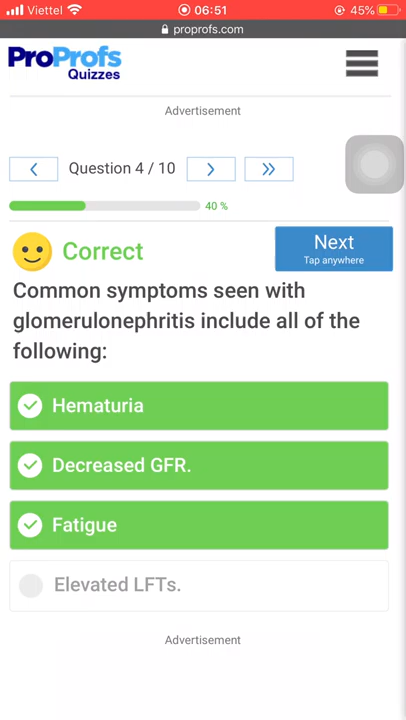 Viettel 06:51 45%
proprofs.com
ProProfs
Quizzes
Advertisement
Question 4 / 10
40 %
Correct
Next
Tap anywhere
Common symptoms seen with
glomerulonephritis include all of the
following:
Hematuria
Decreased GFR.
Fatigue
Elevated LFTs.
Advertisement